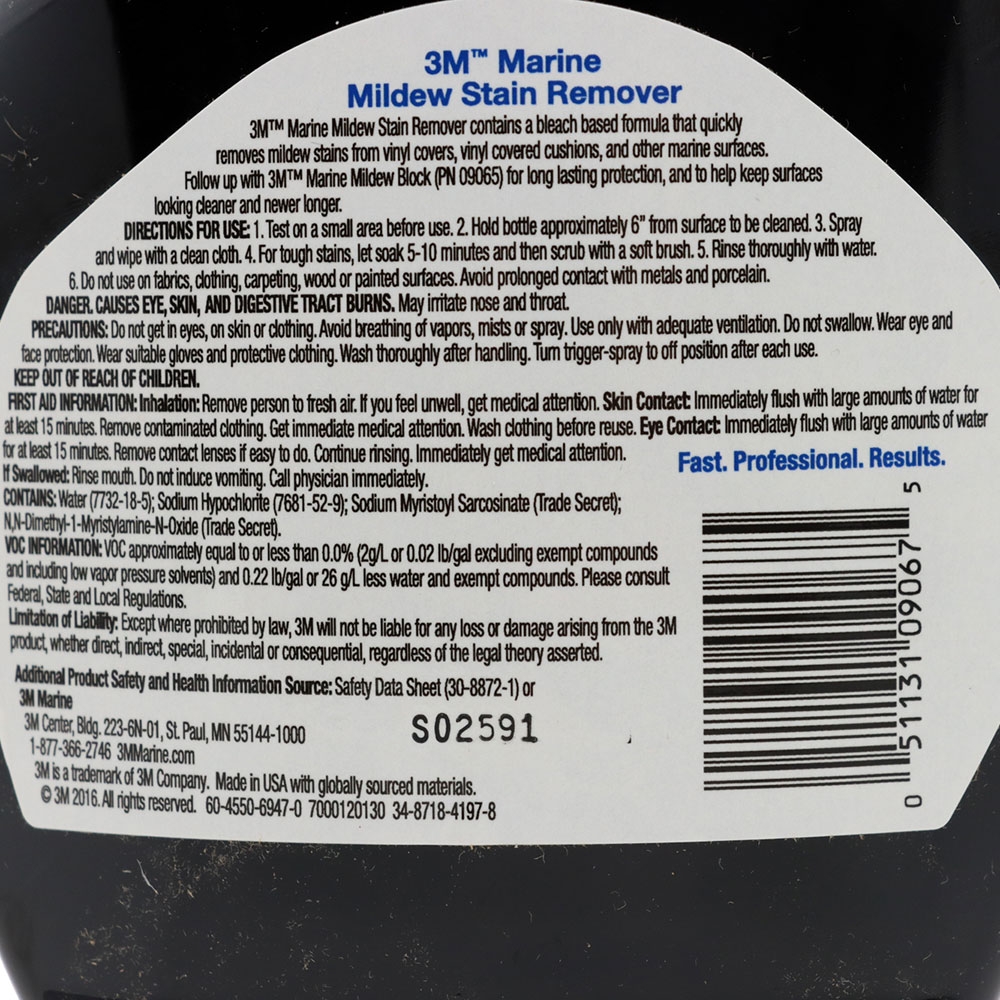 3M™ Marine
Mildew Stain Remover
3M™ Marine Mildew Stain Remover contains a bleach based formula that quickly
removes mildew stains from vinyl covers, vinyl covered cushions, and other marine surfaces.
Follow up with 3M™ Marine Mildew Block (PN 09065) for long lasting protection, and to help keep surfaces
looking cleaner and newer longer.
DIRECTIONS FOR USE: 1. Test on a small area before use. 2. Hold bottle approximately 6" from surface to be cleaned. 3. Spray
and wipe with a clean cloth. 4. For tough stains, let soak 5-10 minutes and then scrub with a soft brush. 5. Rinse thoroughly with water.
6. Do not use on fabrics, clothing, carpeting, wood or painted surfaces. Avoid prolonged contact with metals and porcelain.
DANGER. CAUSES EYE, SKIN, AND DIGESTIVE TRACT BURNS. May irritate nose and throat.
PRECAUTIONS: Do not get in eyes, on skin or clothing. Avoid breathing of vapors, mists or spray. Use only with adequate ventilation. Do not swallow. Wear eye and
face protection. Wear suitable gloves and protective clothing. Wash thoroughly after handling. Turn trigger-spray to off position after each use.
KEEP OUT OF REACH OF CHILDREN.
FIRST AID INFORMATION: Inhalation: Remove person to fresh air. If you feel unwell, get medical attention. Skin Contact: Immediately flush with large amounts of water for
at least 15 minutes. Remove contaminated clothing. Get immediate medical attention. Wash clothing before reuse. Eye Contact: Immediately flush with large amounts of water
for at least 15 minutes. Remove contact lenses if easy to do. Continue rinsing. Immediately get medical attention.
If Swallowed: Rinse mouth. Do not induce vomiting. Call physician immediately.
Fast. Professional. Results.
CONTAINS: Water (7732-18-5); Sodium Hypochlorite (7681-52-9); Sodium Myristoyl Sarcosinate (Trade Secret);
N,N-Dimethyl-1-Myristylamine-N-Oxide (Trade Secret).
VOC INFORMATION: VOC approximately equal to or less than 0.0% (2g/L or 0.02 lb/gal excluding exempt compounds
and including low vapor pressure solvents) and 0.22 lb/gal or 26 g/L less water and exempt compounds. Please consult
Federal, State and Local Regulations.
Limitation of Liability: Except where prohibited by law, 3M will not be liable for any loss or damage arising from the 3M
product, whether direct, indirect, special, incidental or consequential, regardless of the legal theory asserted.
Additional Product Safety and Health Information Source: Safety Data Sheet (30-8872-1) or
3M Marine
3M Center, Bldg. 223-6N-01, St. Paul, MN 55144-1000
1-877-366-2746 3MMarine.com
3M is a trademark of 3M Company. Made in USA with globally sourced materials.
© 3M 2016. All rights reserved. 60-4550-6947-0 7000120130 34-8718-4197-8
S02591
0 51131 09067 5